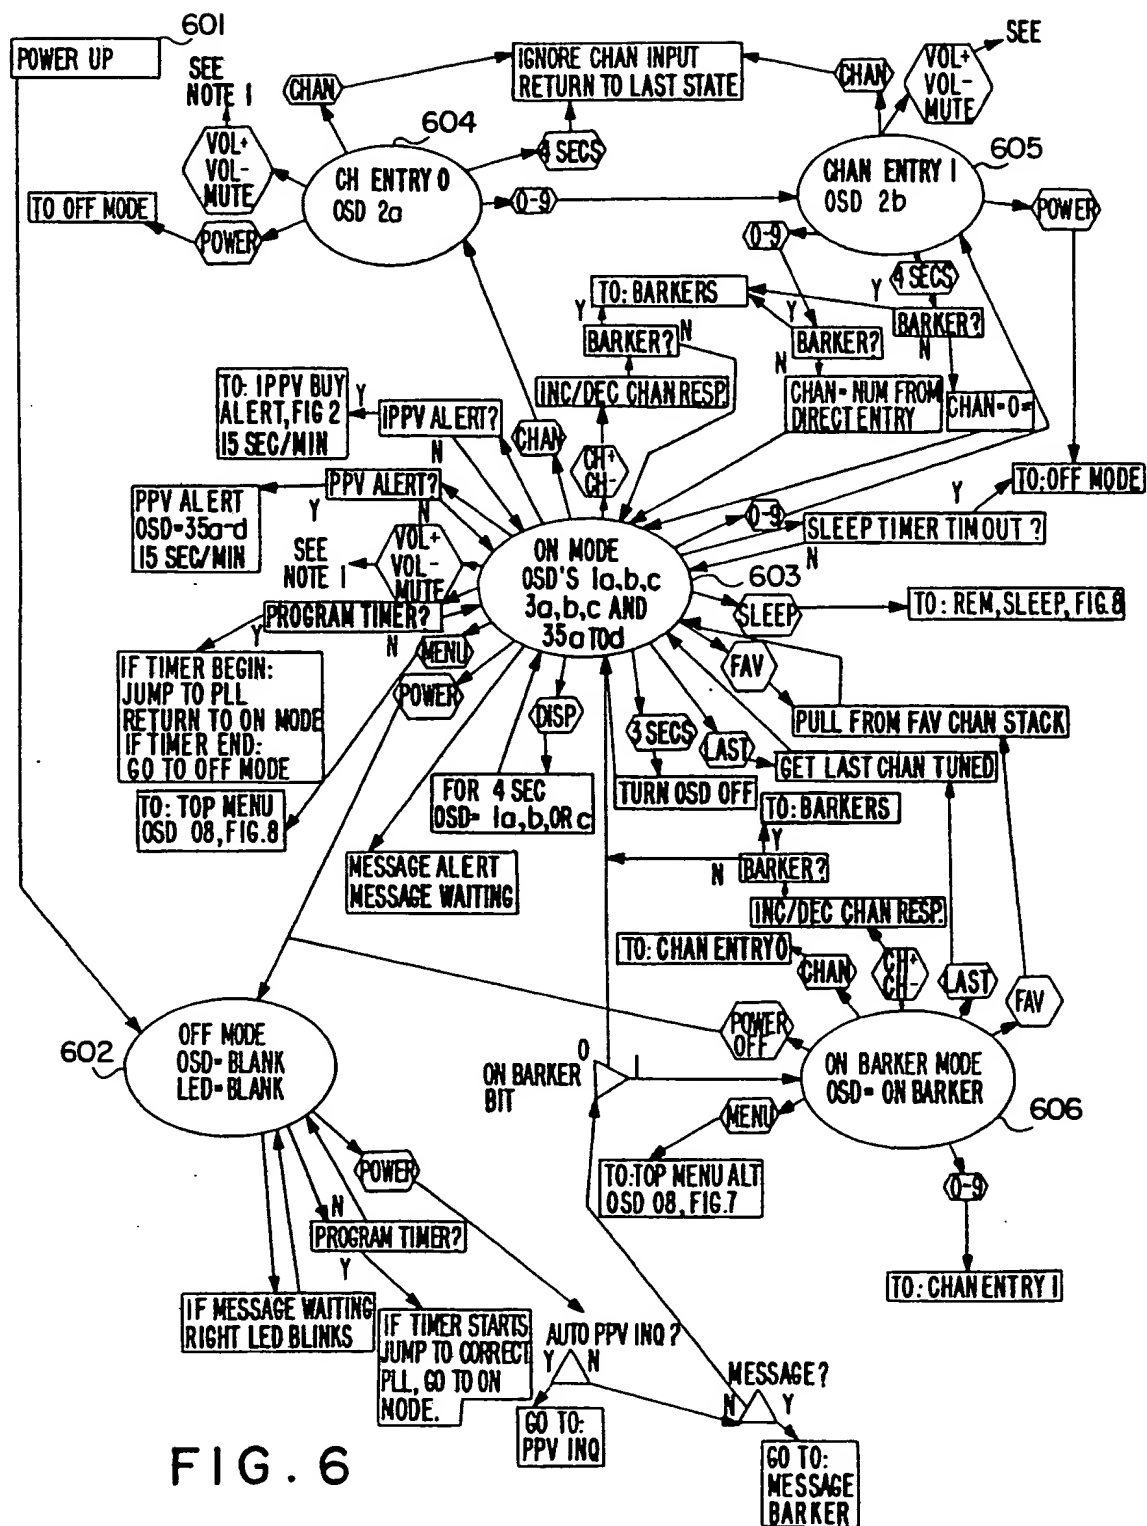 601
POWER UP
SEE
NOTE 1
CHAN
IGNORE CHAN INPUT
RETURN TO LAST STATE
CHAN
VOL+
VOL-
MUTE
SEE
604
VOL+
VOL-
MUTE
4 SECS
CH ENTRY 0
OSD 2a
0-9
CHAN ENTRY 1
OSD 2b
605
TO OFF MODE
POWER
POWER
0-9
4 SECS
TO: BARKERS
Y
Y
Y
N
BARKER?
BARKER?
BARKER?
N
N
INC/DEC CHAN RESP.
CHAN=NUM FROM
DIRECT ENTRY
CHAN=0=
TO: IPPV BUY
ALERT, FIG 2
15 SEC/MIN
Y
IPPV ALERT?
N
CHAN
CH+
CH-
PPV ALERT
OSD=35a-d
15 SEC/MIN
PPV ALERT?
Y
N
TO:OFF MODE
Y
0-9
SLEEP TIMER TIMOUT ?
N
SEE
NOTE 1
VOL+
VOL-
MUTE
ON MODE
OSD'S 1a,b,c
3a,b,c AND
35a TO d
603
PROGRAM TIMER?
Y
N
SLEEP
TO: REM, SLEEP, FIG.8
IF TIMER BEGIN:
JUMP TO PLL
RETURN TO ON MODE
IF TIMER END:
GO TO OFF MODE
MENU
POWER
DISP
3 SECS
LAST
FAV
PULL FROM FAV CHAN STACK
GET LAST CHAN TUNED
TO: TOP MENU
OSD 08, FIG.8
FOR 4 SEC
OSD= 1a,b,OR c
TURN OSD OFF
TO: BARKERS
Y
MESSAGE ALERT
MESSAGE WAITING
N
BARKER?
INC/DEC CHAN RESP.
TO: CHAN ENTRY 0
CHAN
CH+
CH-
LAST
FAV
POWER
OFF
602
OFF MODE
OSD=BLANK
LED=BLANK
ON BARKER
BIT
0
1
ON BARKER MODE
OSD= ON BARKER
606
MENU
TO:TOP MENU ALT
OSD 08, FIG.7
0-9
TO: CHAN ENTRY 1
POWER
N
PROGRAM TIMER?
Y
IF MESSAGE WAITING
RIGHT LED BLINKS
IF TIMER STARTS
JUMP TO CORRECT
PLL, GO TO ON
MODE.
AUTO PPV INQ ?
Y
N
GO TO:
PPV INQ
MESSAGE?
N
Y
GO TO:
MESSAGE
BARKER
FIG. 6